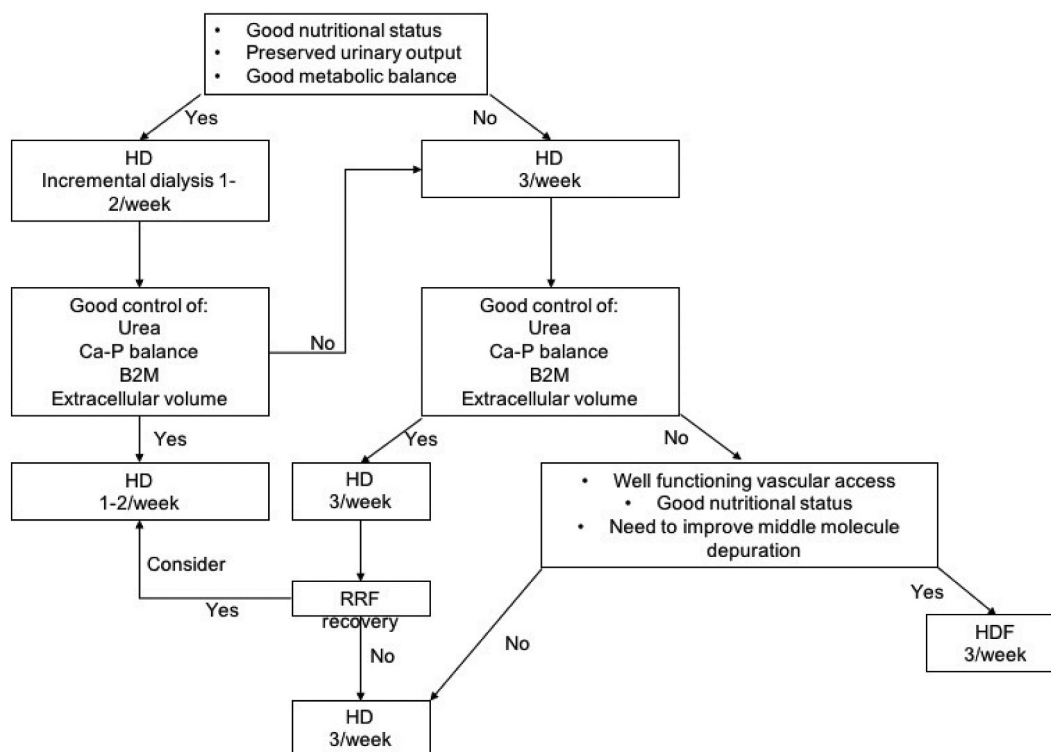 • Good nutritional status
• Preserved urinary output
• Good metabolic balance
Yes
No
HD
Incremental dialysis 1-
2/week
HD
3/week
Good control of:
Urea
Ca-P balance
B2M
Extracellular volume
No
Good control of:
Urea
Ca-P balance
B2M
Extracellular volume
Yes
Yes
No
HD
1-2/week
HD
3/week
• Well functioning vascular access
• Good nutritional status
• Need to improve middle molecule
depuration
Consider
Yes
RRF
recovery
Yes
No
No
HDF
3/week
HD
3/week